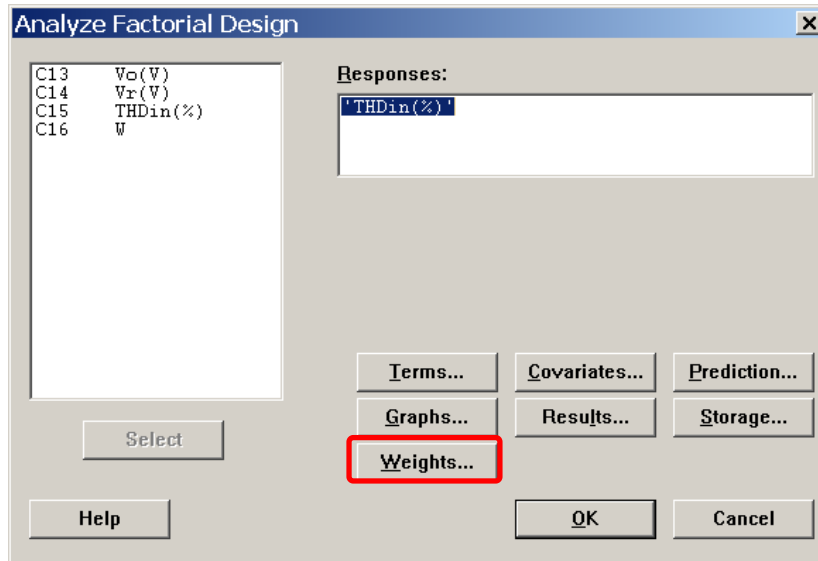 Analyze Factorial Design
C13 Vo(V)
C14 Vr(V)
C15 THDin(%)
C16 W
Responses:
'THDin(%)'
Terms... Covariates... Prediction...
Graphs... Results... Storage...
Select
Weights...
Help OK Cancel